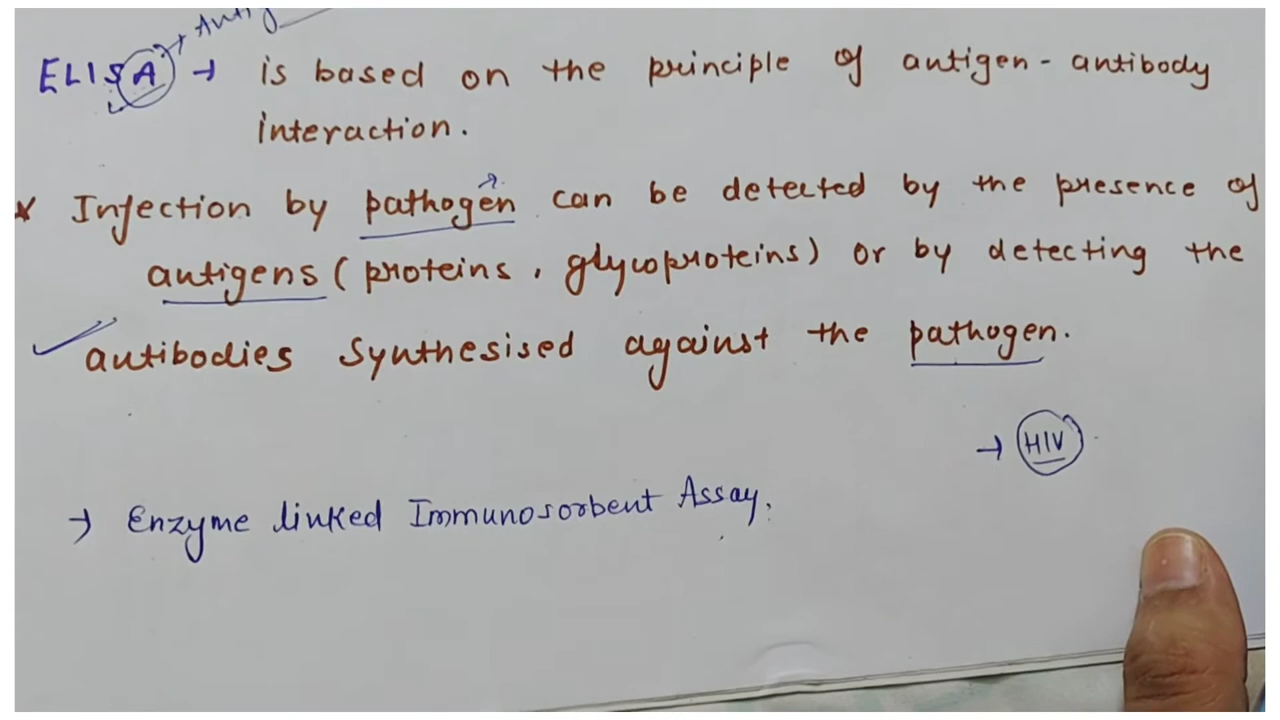 ELISA → is based on the principle of antigen - antibody
interaction.
* Infection by pathogen can be detected by the presence of
antigens (proteins, glycoproteins) or by detecting the
antibodies synthesised against the pathogen.
→ HIV
→ Enzyme linked Immunosorbent Assay.